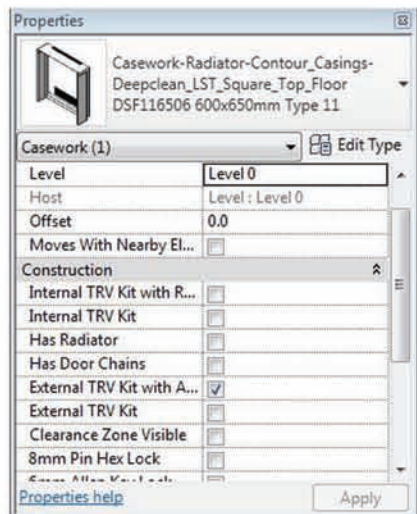 Properties
Casework-Radiator-Contour_Casings-
Deepclean_LST_Square_Top_Floor
DSF116506 600x650mm Type 11
Casework (1) Edit Type
Level Level 0
Host Level : Level 0
Offset 0.0
Moves With Nearby El...
Construction
Internal TRV Kit with R...
Internal TRV Kit
Has Radiator
Has Door Chains
External TRV Kit with A...
External TRV Kit
Clearance Zone Visible
8mm Pin Hex Lock
Properties help Apply